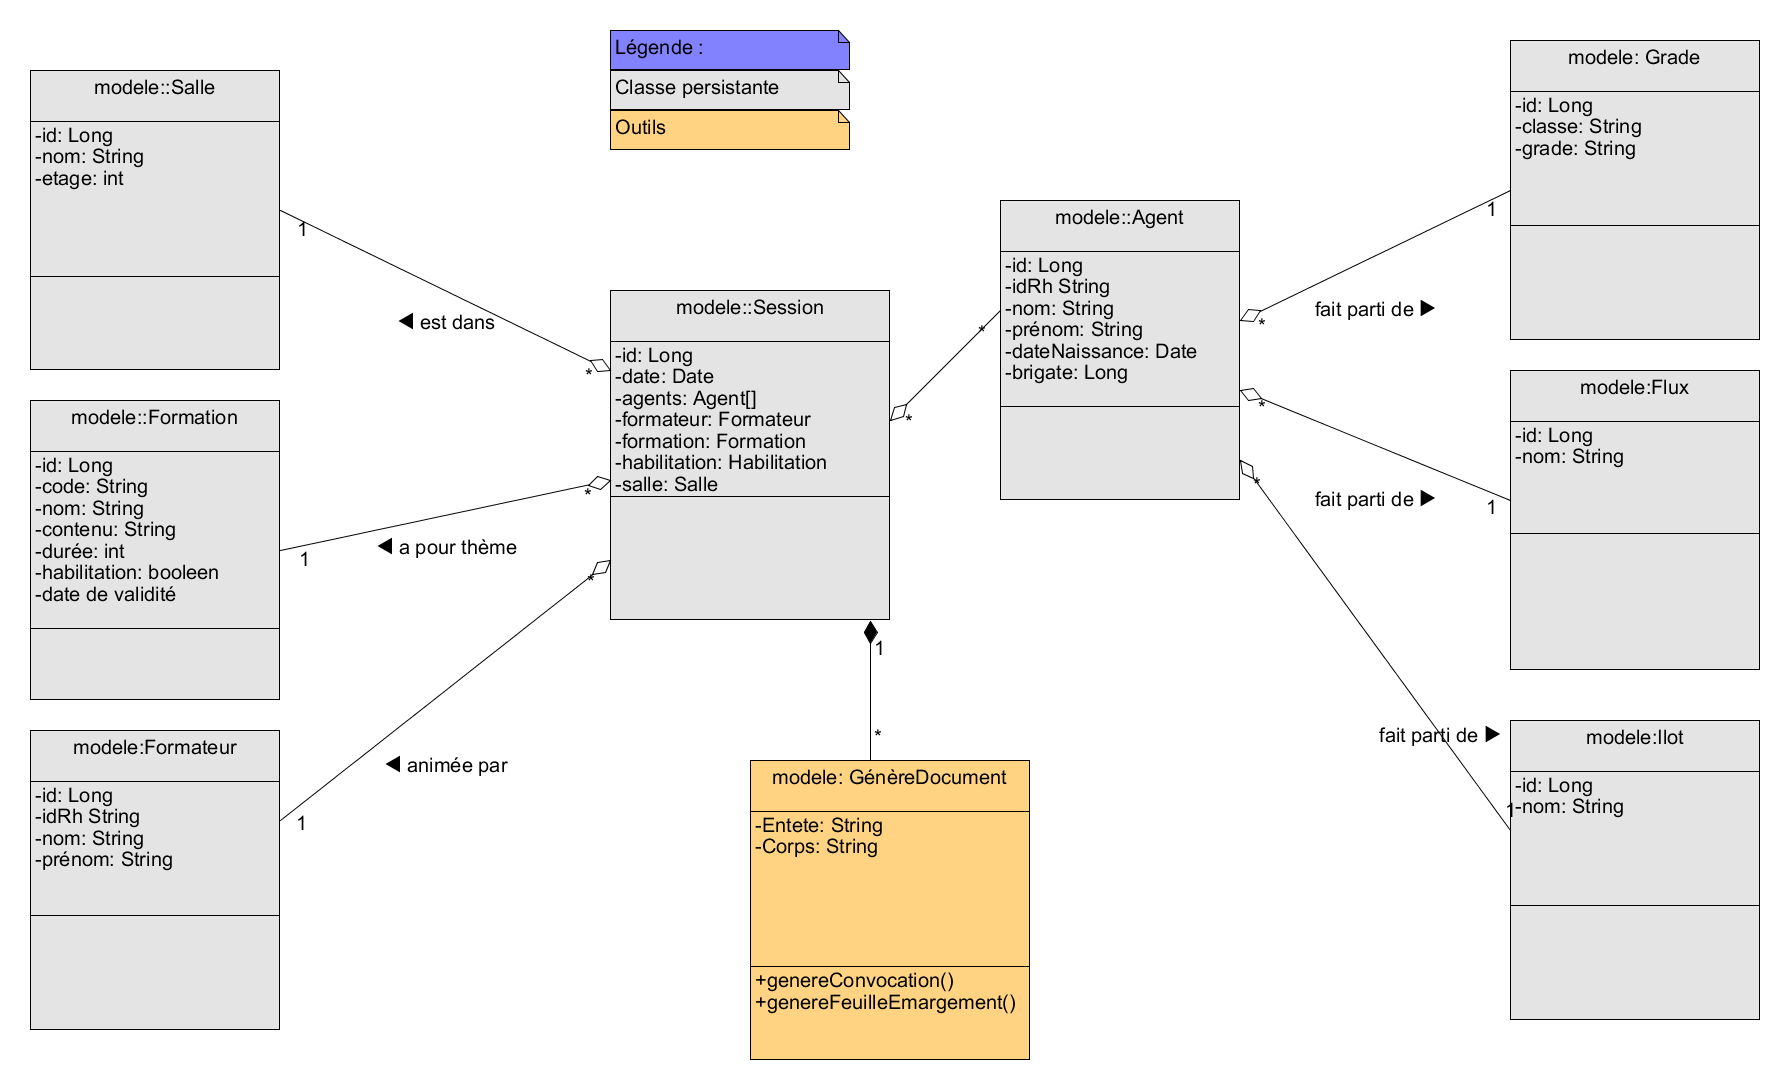 Légende :
Classe persistante
Outils
modele::Salle
-id: Long
-nom: String
-etage: int
modele::Formation
-id: Long
-code: String
-nom: String
-contenu: String
-durée: int
-habilitation: booleen
-date de validité
modele:Formateur
-id: Long
-idRh String
-nom: String
-prénom: String
1
est dans
*
1
a pour thème
*
1
animée par
*
modele::Session
-id: Long
-date: Date
-agents: Agent[]
-formateur: Formateur
-formation: Formation
-habilitation: Habilitation
-salle: Salle
*
*
1
*
modele: GénèreDocument
-Entete: String
-Corps: String
+genereConvocation()
+genereFeuilleEmargement()
modele::Agent
-id: Long
-idRh String
-nom: String
-prénom: String
-dateNaissance: Date
-brigate: Long
*
fait parti de
1
*
fait parti de
1
*
fait parti de
1
modele: Grade
-id: Long
-classe: String
-grade: String
modele:Flux
-id: Long
-nom: String
modele:Ilot
-id: Long
-nom: String